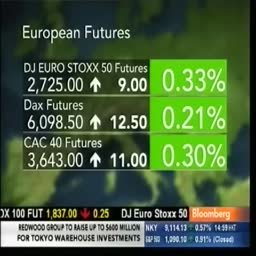 European Futures
DJ EURO STOXX 50 Futures
2,725.00 ↑ 9.00 0.33%
Dax Futures
6,098.50 ↑ 12.50 0.21%
CAC 40 Futures
3,643.00 ↑ 11.00 0.30%
OX 100 FUT 1,837.00 ↓ 0.25 DJ Euro Stoxx 50 Bloomberg
REDWOOD GROUP TO RAISE UP TO $600 MILLION
FOR TOKYO WAREHOUSE INVESTMENTS
NKY 9,114.13 ↑ 0.57% 14:59
S&P 500 1,090.10 ↑ 0.91% (Closed)